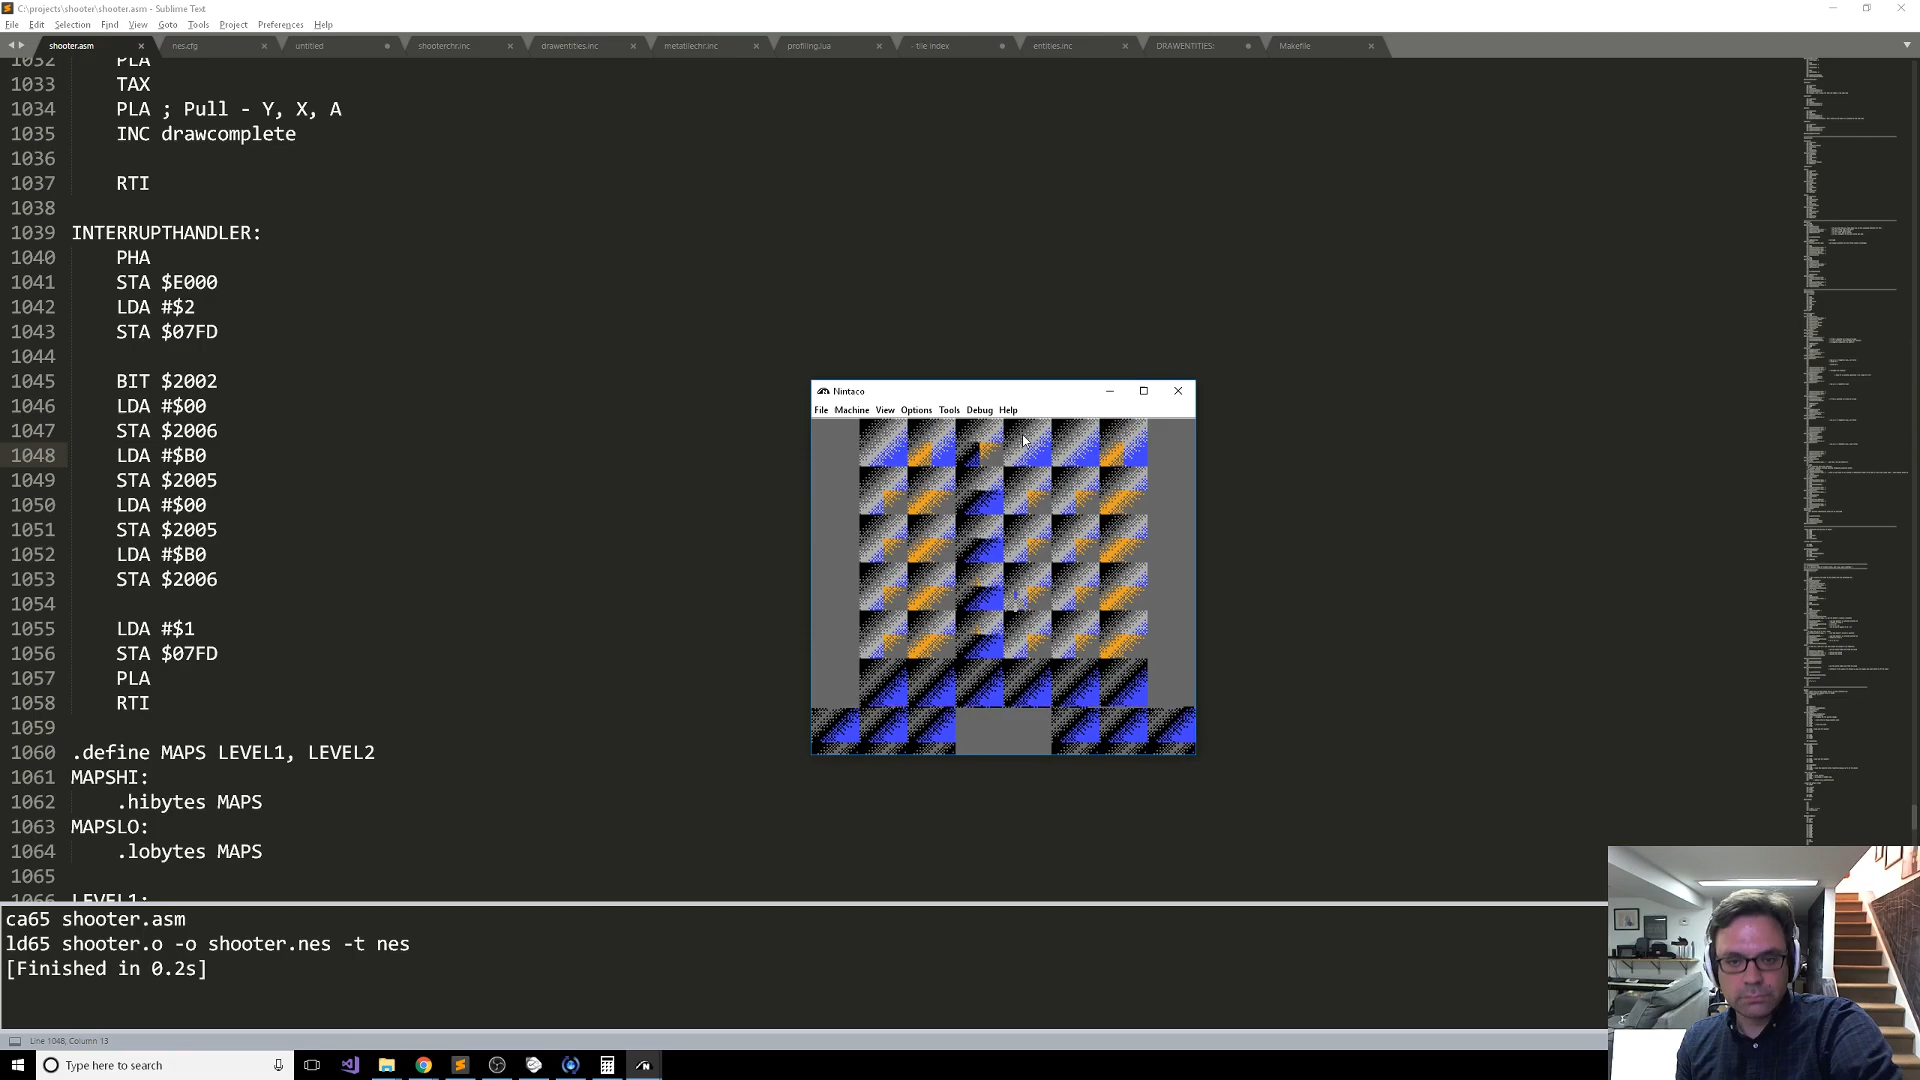 C:\projects\shooter\shooter.asm - Sublime Text
File Edit Selection Find View Goto Tools Project Preferences Help
shooter.asm nes.cfg untitled shooterchr.inc drawentities.inc metatilechr.inc profiling.lua - tile index entities.inc DRAWENTITIES: Makefile
1032 PLA
1033 TAX
1034 PLA ; Pull - Y, X, A
1035 INC drawcomplete
1036
1037 RTI
1038
1039 INTERRUPTHANDLER:
1040 PHA
1041 STA $E000
1042 LDA #$2
1043 STA $07FD
1044
1045 BIT $2002
1046 LDA #$00
1047 STA $2006
1048 LDA #$B0
1049 STA $2005
1050 LDA #$00
1051 STA $2005
1052 LDA #$B0
1053 STA $2006
1054
1055 LDA #$1
1056 STA $07FD
1057 PLA
1058 RTI
1059
1060 .define MAPS LEVEL1, LEVEL2
1061 MAPSHI:
1062 .hibytes MAPS
1063 MAPSLO:
1064 .lobytes MAPS
1065
1066 LEVEL1:
Nintaco
File Machine View Options Tools Debug Help
ca65 shooter.asm
ld65 shooter.o -o shooter.nes -t nes
[Finished in 0.2s]
Line 1048, Column 13
Type here to search